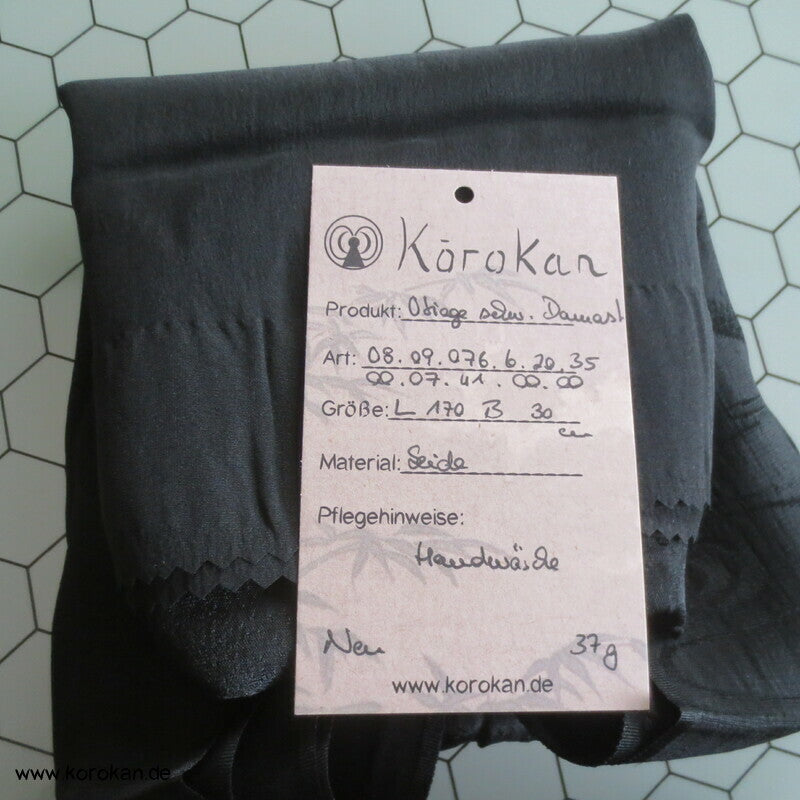 Kōrokan
Produkt: Obiage schw. Damast
Art: 08.09.076.6.20.35
00.07.41.00.00
Größe: L 170 B 30
cm
Material: Seide
Pflegehinweise:
Handwäsche
Neu 37g
www.korokan.de
www.korokan.de